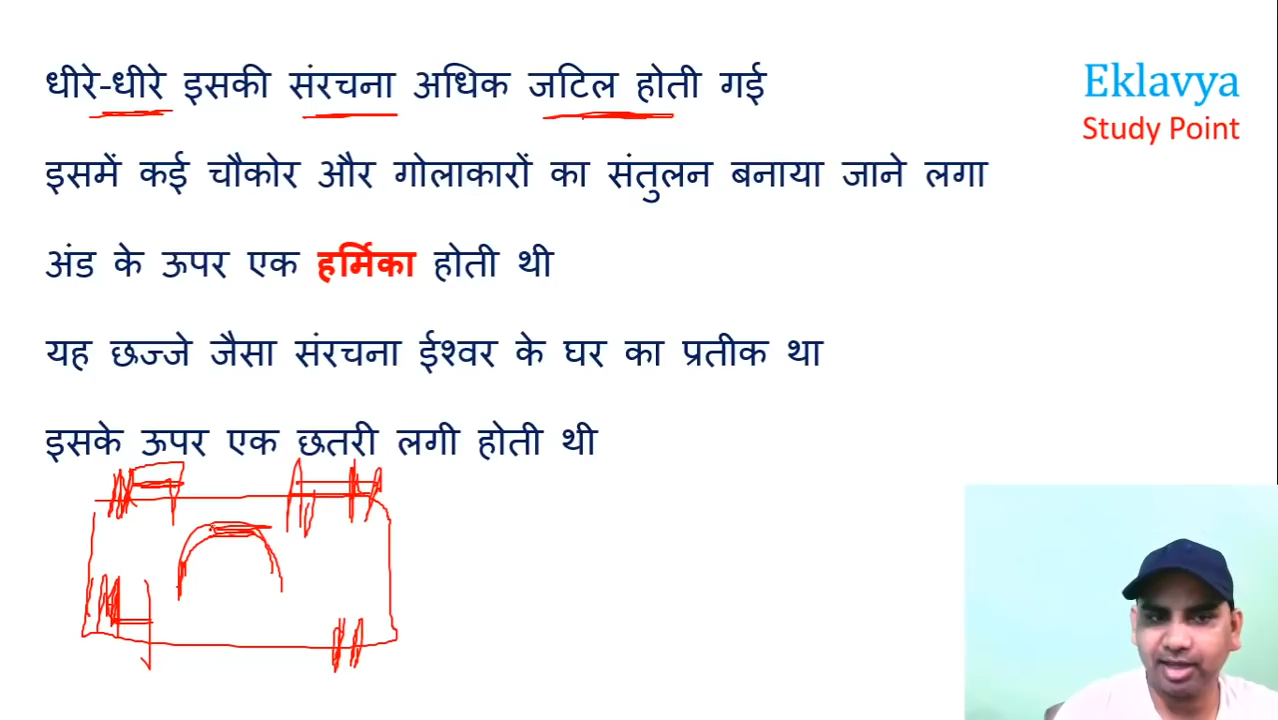 धीरे-धीरे इसकी संरचना अधिक जटिल होती गई
Eklavya
Study Point
इसमें कई चौकोर और गोलाकारों का संतुलन बनाया जाने लगा
अंड के ऊपर एक हर्मिका होती थी
यह छज्जे जैसा संरचना ईश्वर के घर का प्रतीक था
इसके ऊपर एक छतरी लगी होती थी